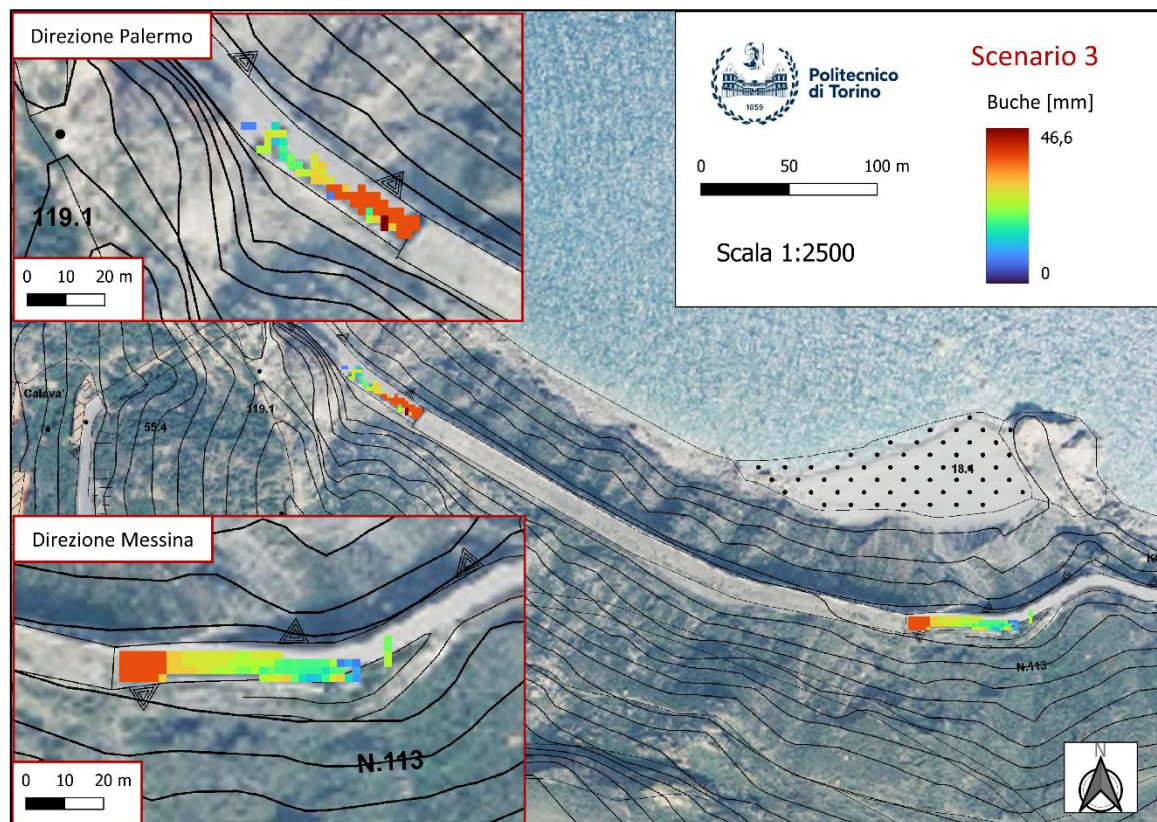 Direzione Palermo
119.1
0 10 20 m
Politecnico
di Torino
1859
0 50 100 m
Scala 1:2500
Scenario 3
Buche [mm]
46,6
0
Calava'
55.4
119.1
18.4
N.113
Direzione Messina
N.113
0 10 20 m
N